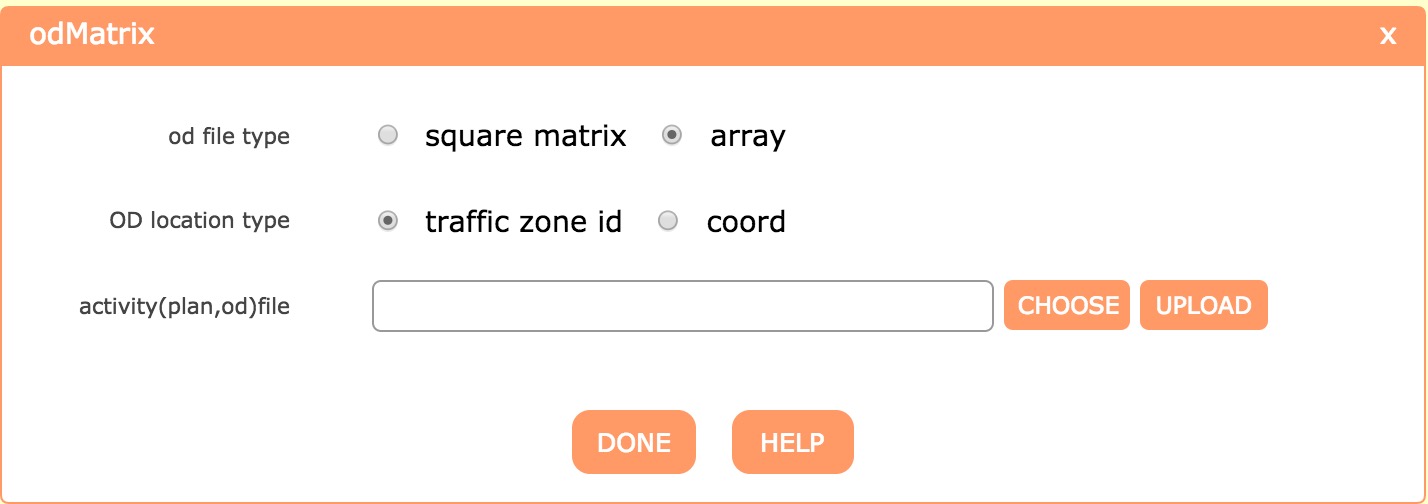 odMatrix x
od file type square matrix array
OD location type traffic zone id coord
activity(plan,od)file CHOOSE UPLOAD
DONE HELP